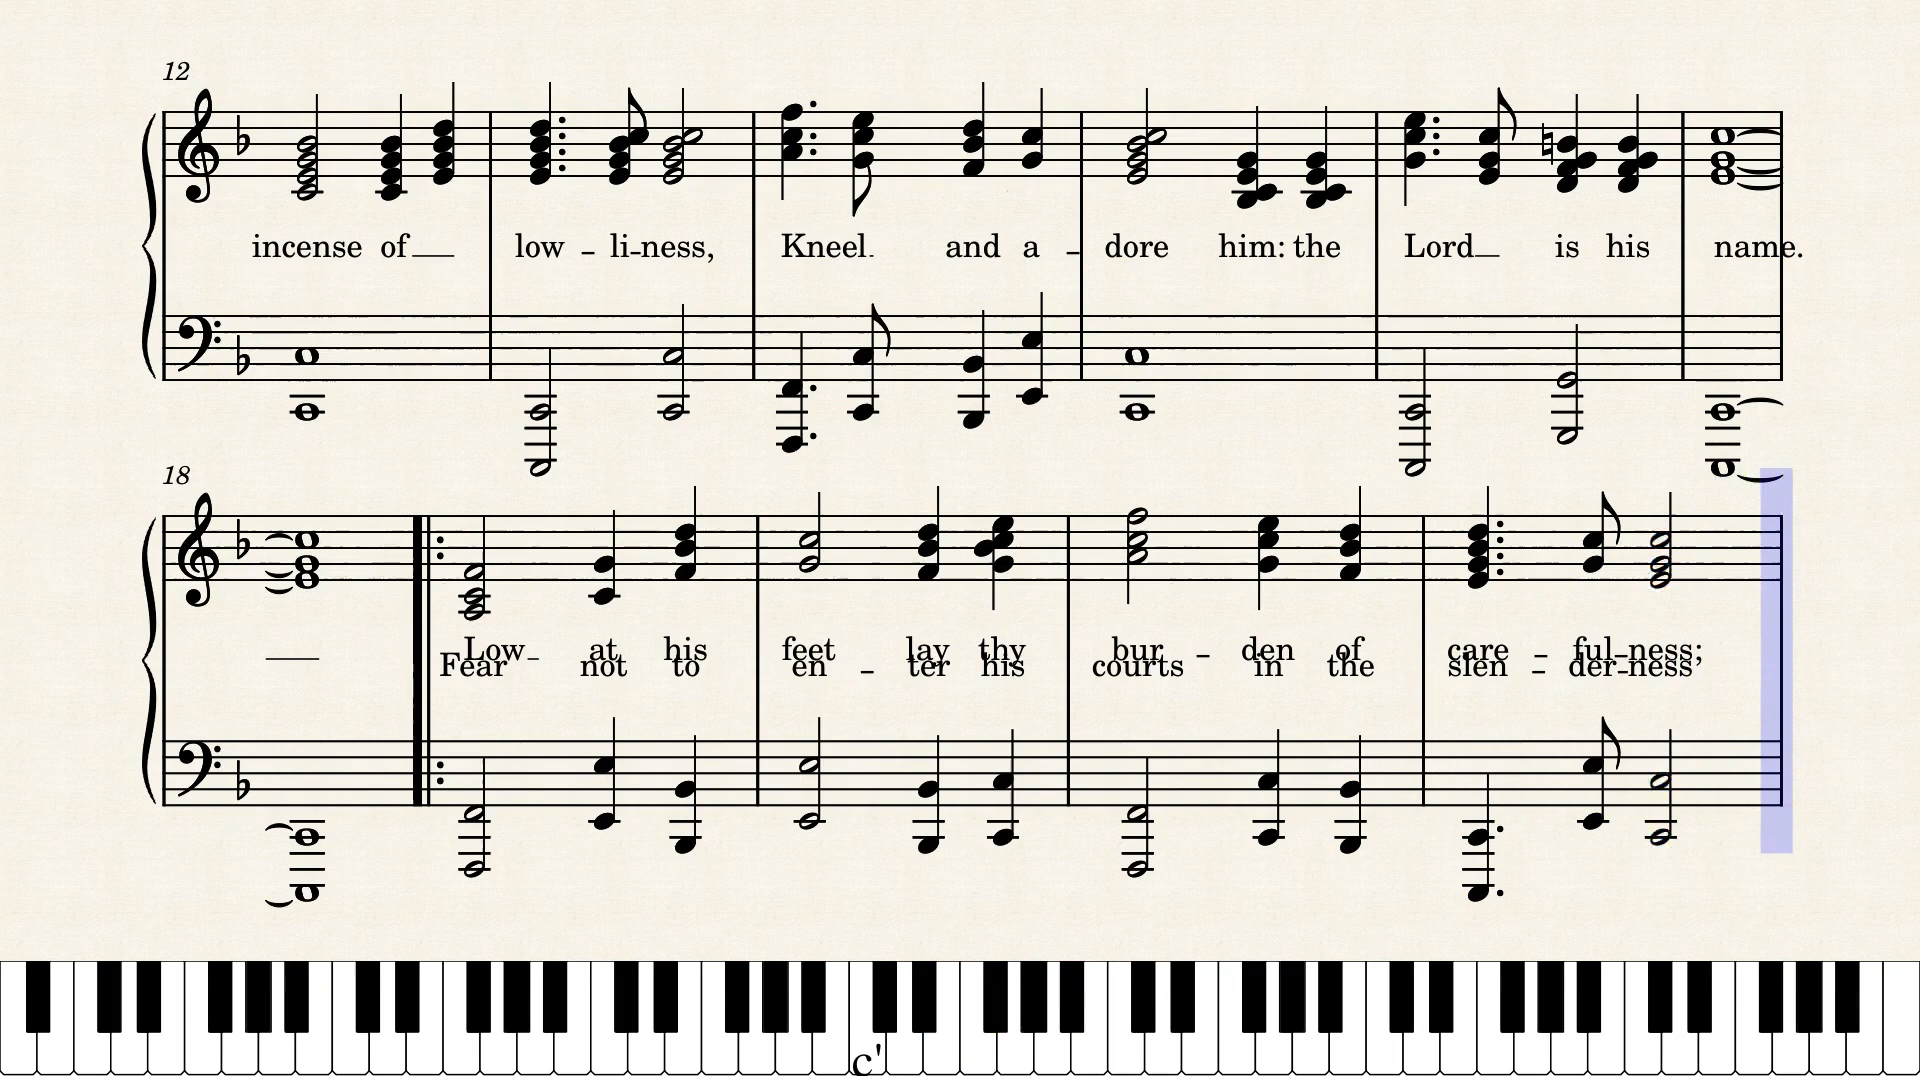 12
incense of low - li-ness, Kneel. and a - dore him: the Lord is his name.
18
Low at his feet lay thy bur - den of care - ful-ness;
Fear not to en - ter his courts in the slen - der-ness
c'